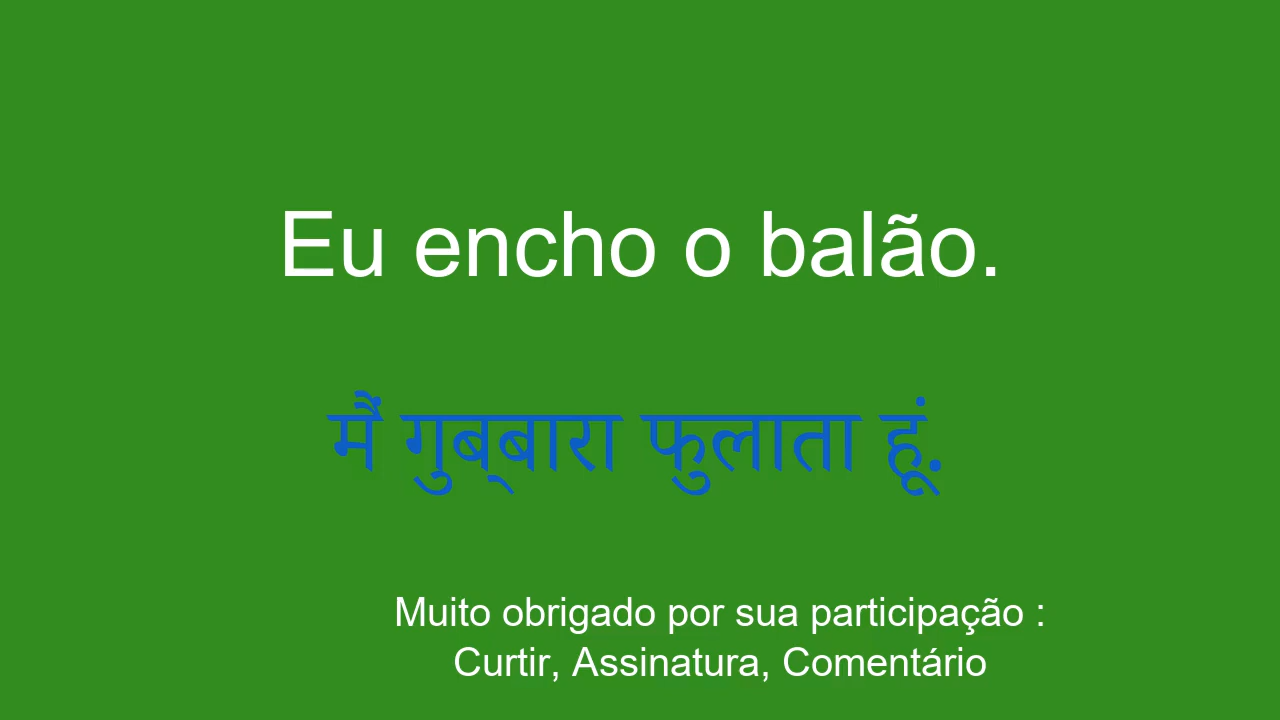 Eu encho o balão.
मैं गुब्बारा फुलाता हूं.
Muito obrigado por sua participação :
Curtir, Assinatura, Comentário